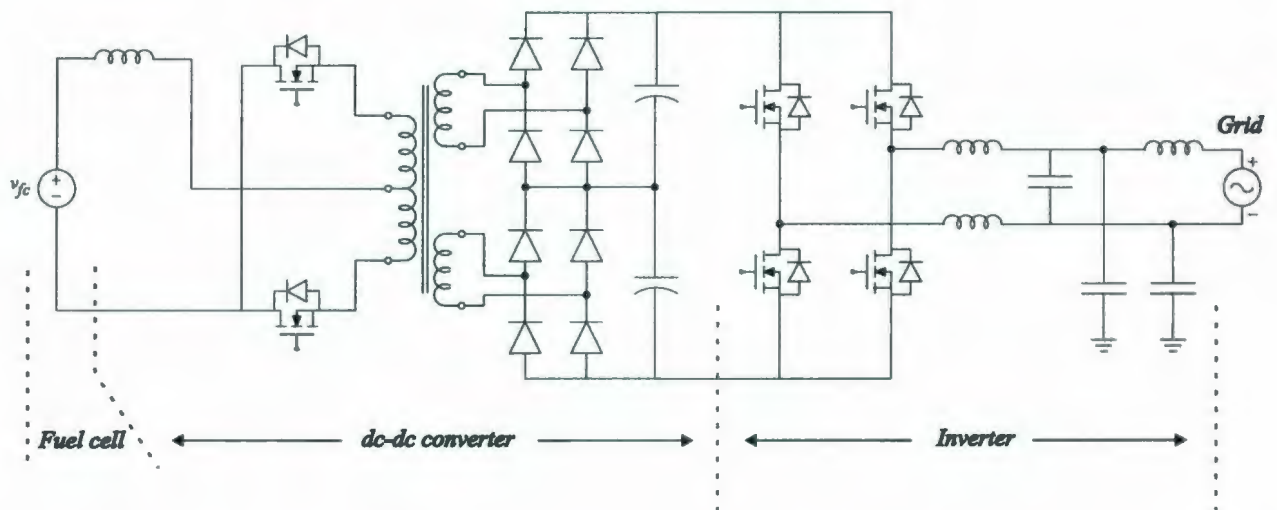 Grid
v_fc
+
-
+
-
Fuel cell
dc-dc converter
Inverter